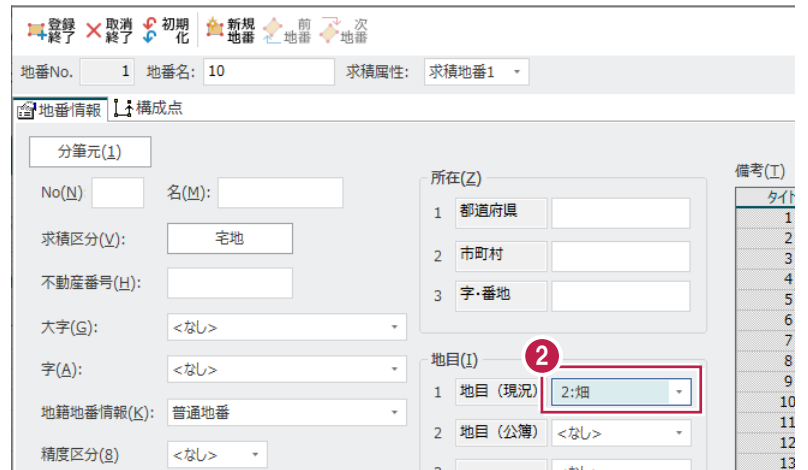 登録終了 取消終了 初期化 新規地番 前地番 次地番
地番No. 1 地番名: 10 求積属性: 求積地番1
地番情報 構成点
分筆元(1)
No(N) 名(M):
求積区分(V): 宅地
不動産番号(H):
大字(G): <なし>
字(A): <なし>
地籍地番情報(K): 普通地番
精度区分(8) <なし>
所在(Z)
1 都道府県
2 市町村
3 字・番地
地目(I)
2
1 地目（現況） 2:畑
2 地目（公簿） <なし>
備考(T)
タイト
1
2
3
4
5
6
7
8
9
10
11
12
13